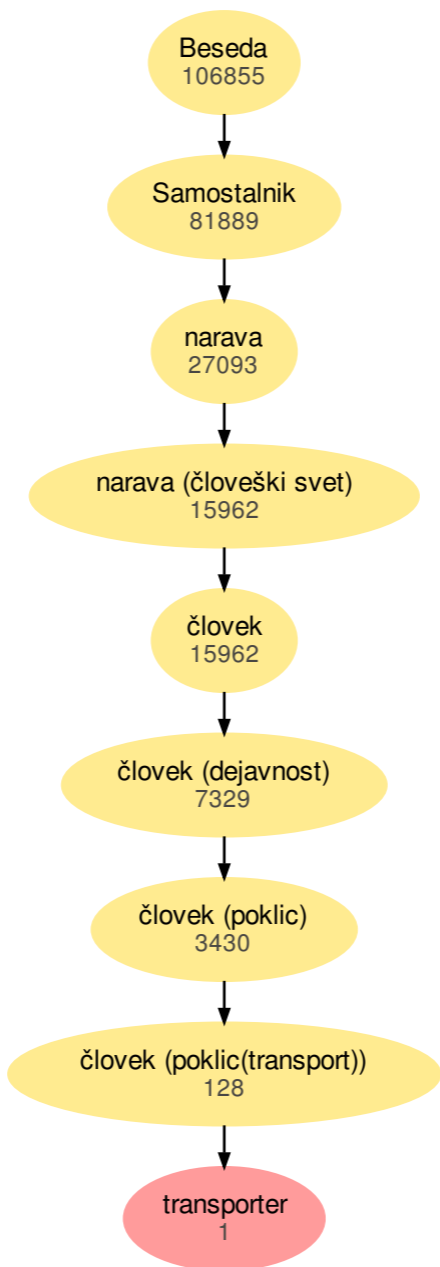 Beseda
106855
Samostalnik
81889
narava
27093
narava (človeški svet)
15962
človek
15962
človek (dejavnost)
7329
človek (poklic)
3430
človek (poklic(transport))
128
transporter
1